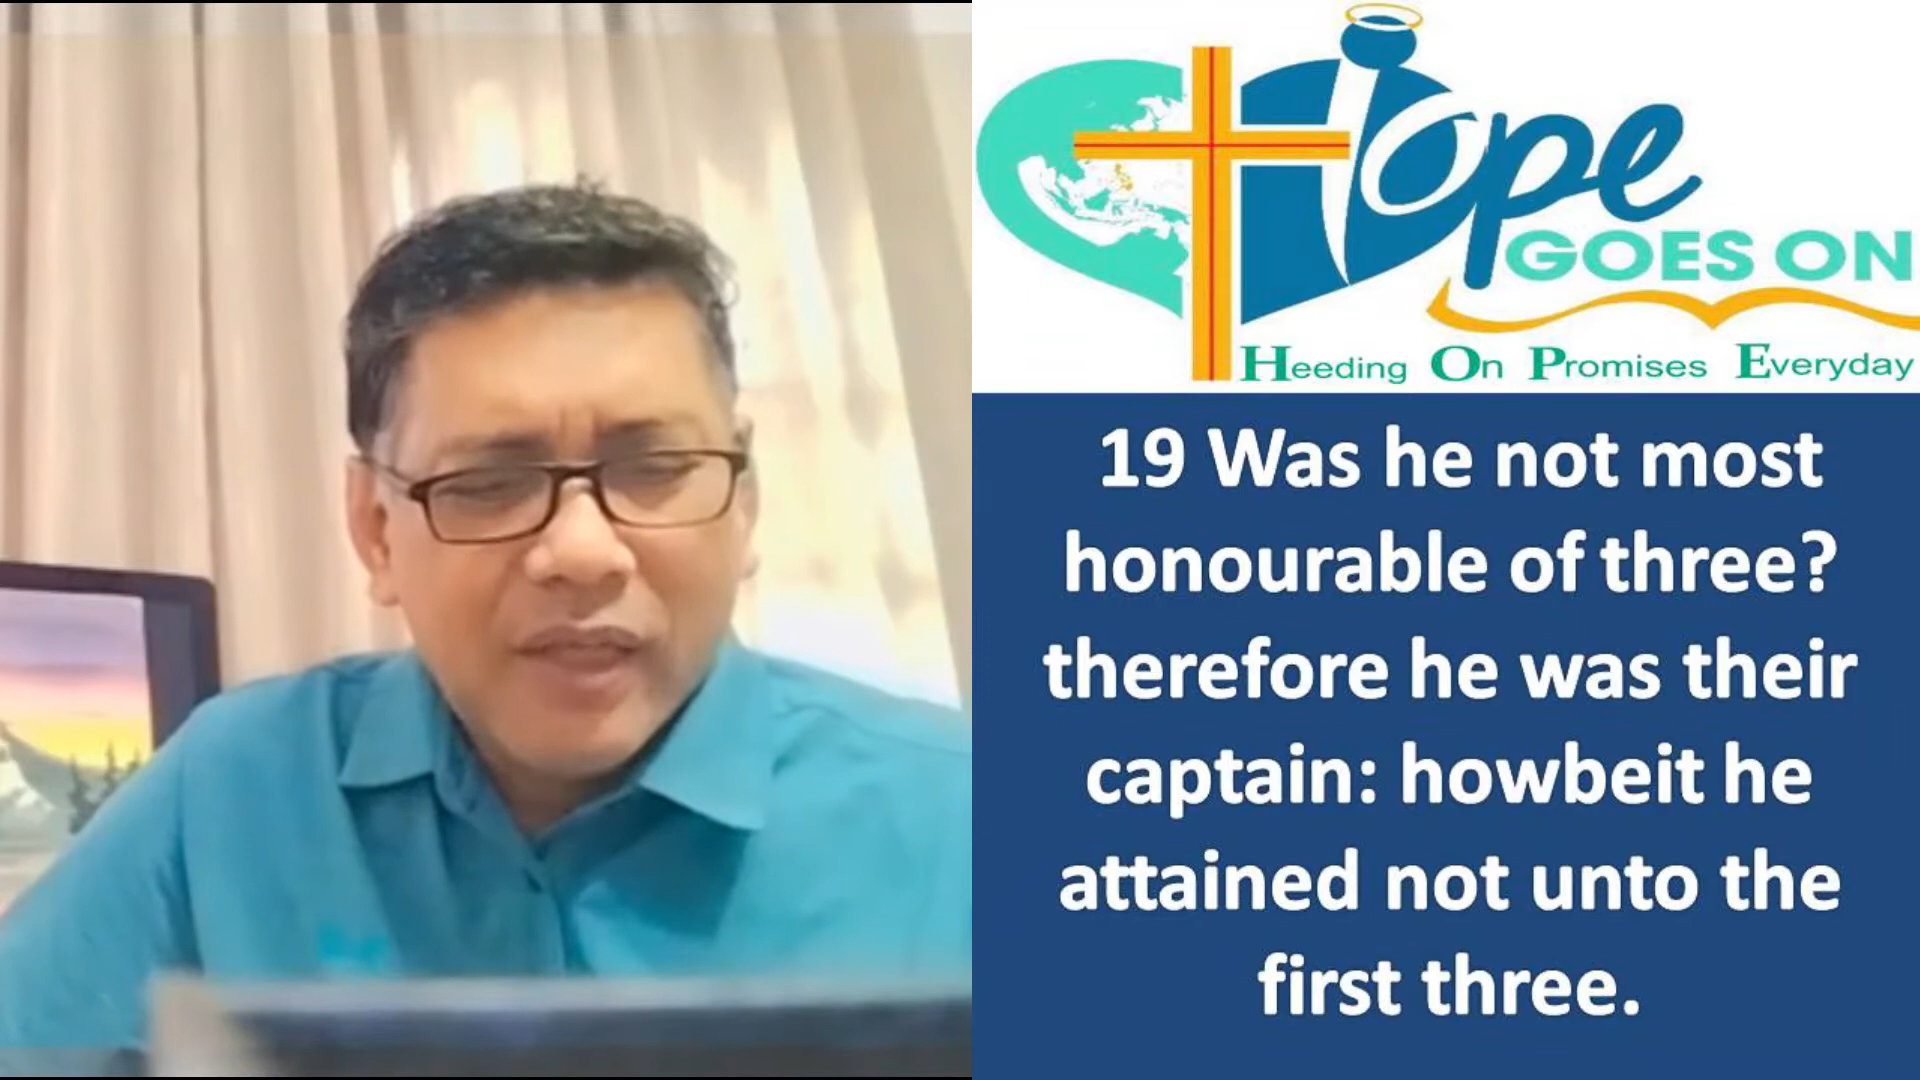 Hope
GOES ON
Heeding On Promises Everyday
19 Was he not most
honourable of three?
therefore he was their
captain: howbeit he
attained not unto the
first three.